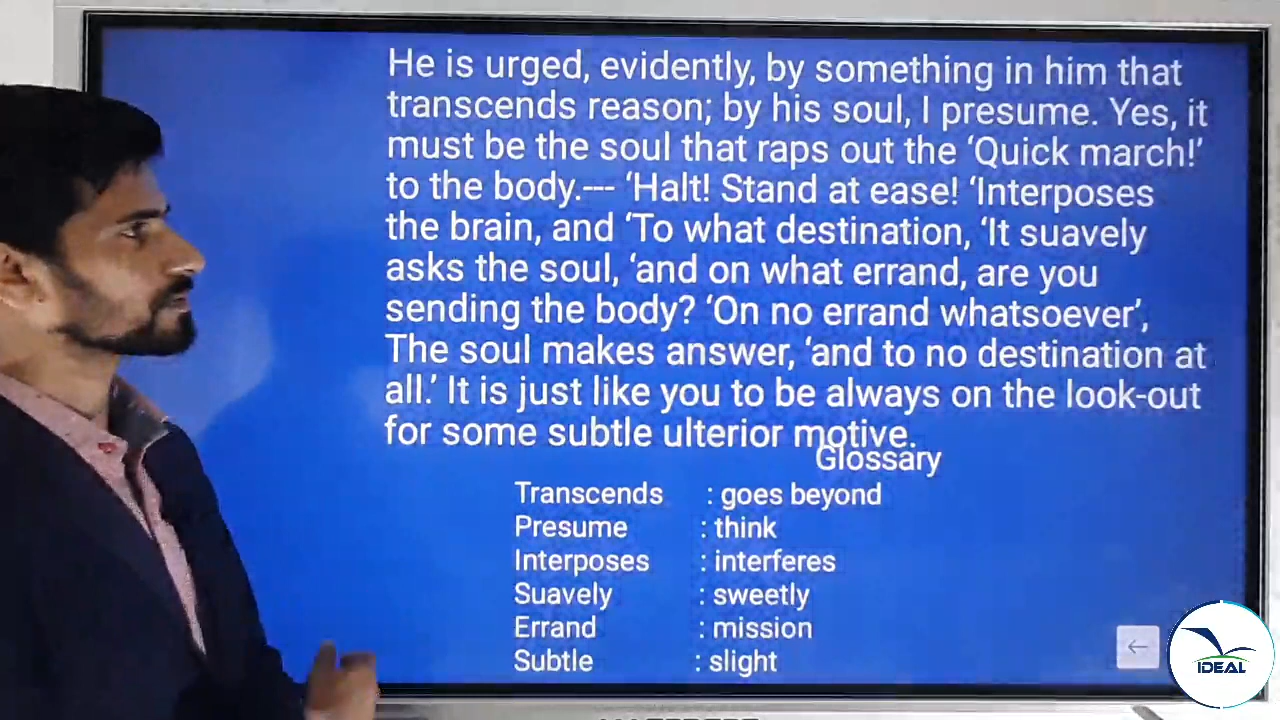 He is urged, evidently, by something in him that
transcends reason; by his soul, I presume. Yes, it
must be the soul that raps out the ‘Quick march!’
to the body.--- ‘Halt! Stand at ease! ‘Interposes
the brain, and ‘To what destination, ‘It suavely
asks the soul, ‘and on what errand, are you
sending the body? ‘On no errand whatsoever’,
The soul makes answer, ‘and to no destination at
all.’ It is just like you to be always on the look-out
for some subtle ulterior motive.
Glossary
Transcends : goes beyond
Presume : think
Interposes : interferes
Suavely : sweetly
Errand : mission
Subtle : slight
IDEAL